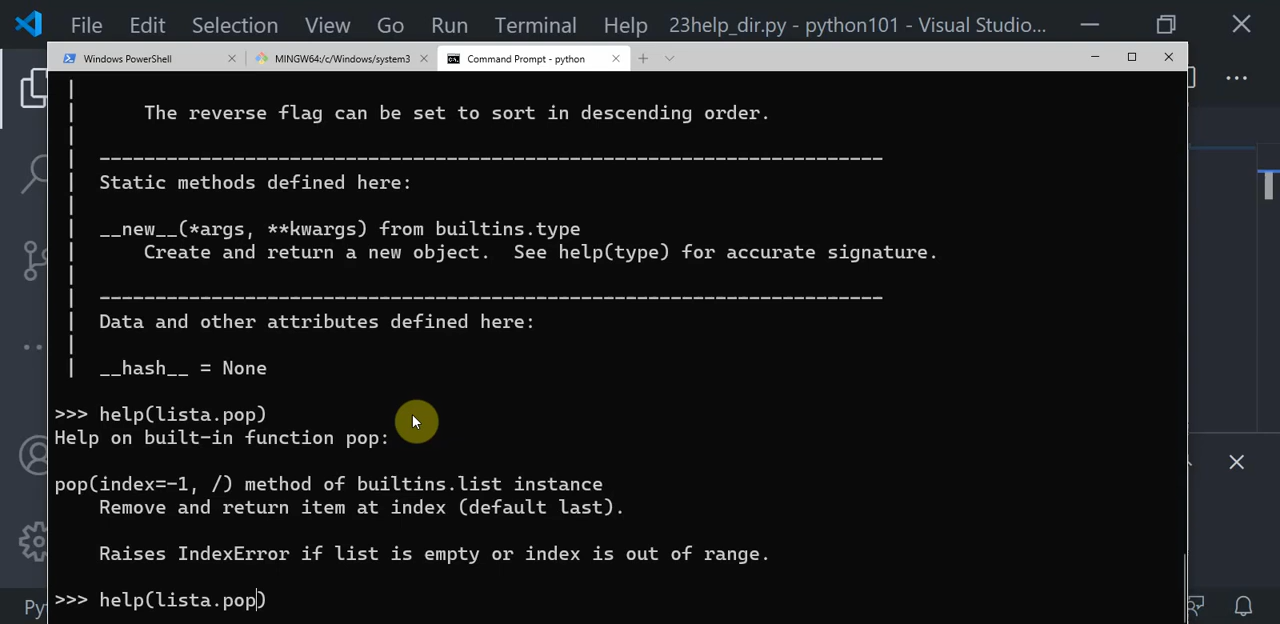 File Edit Selection View Go Run Terminal Help 23help_dir.py - python101 - Visual Studio...
Windows PowerShell MINGW64:/c/Windows/system3 Command Prompt - python
| The reverse flag can be set to sort in descending order.
|
| ----------------------------------------------------------------------
| Static methods defined here:
|
| __new__(*args, **kwargs) from builtins.type
| Create and return a new object. See help(type) for accurate signature.
|
| ----------------------------------------------------------------------
| Data and other attributes defined here:
|
| __hash__ = None
>>> help(lista.pop)
Help on built-in function pop:
pop(index=-1, /) method of builtins.list instance
Remove and return item at index (default last).
Raises IndexError if list is empty or index is out of range.
>>> help(lista.pop)
Py